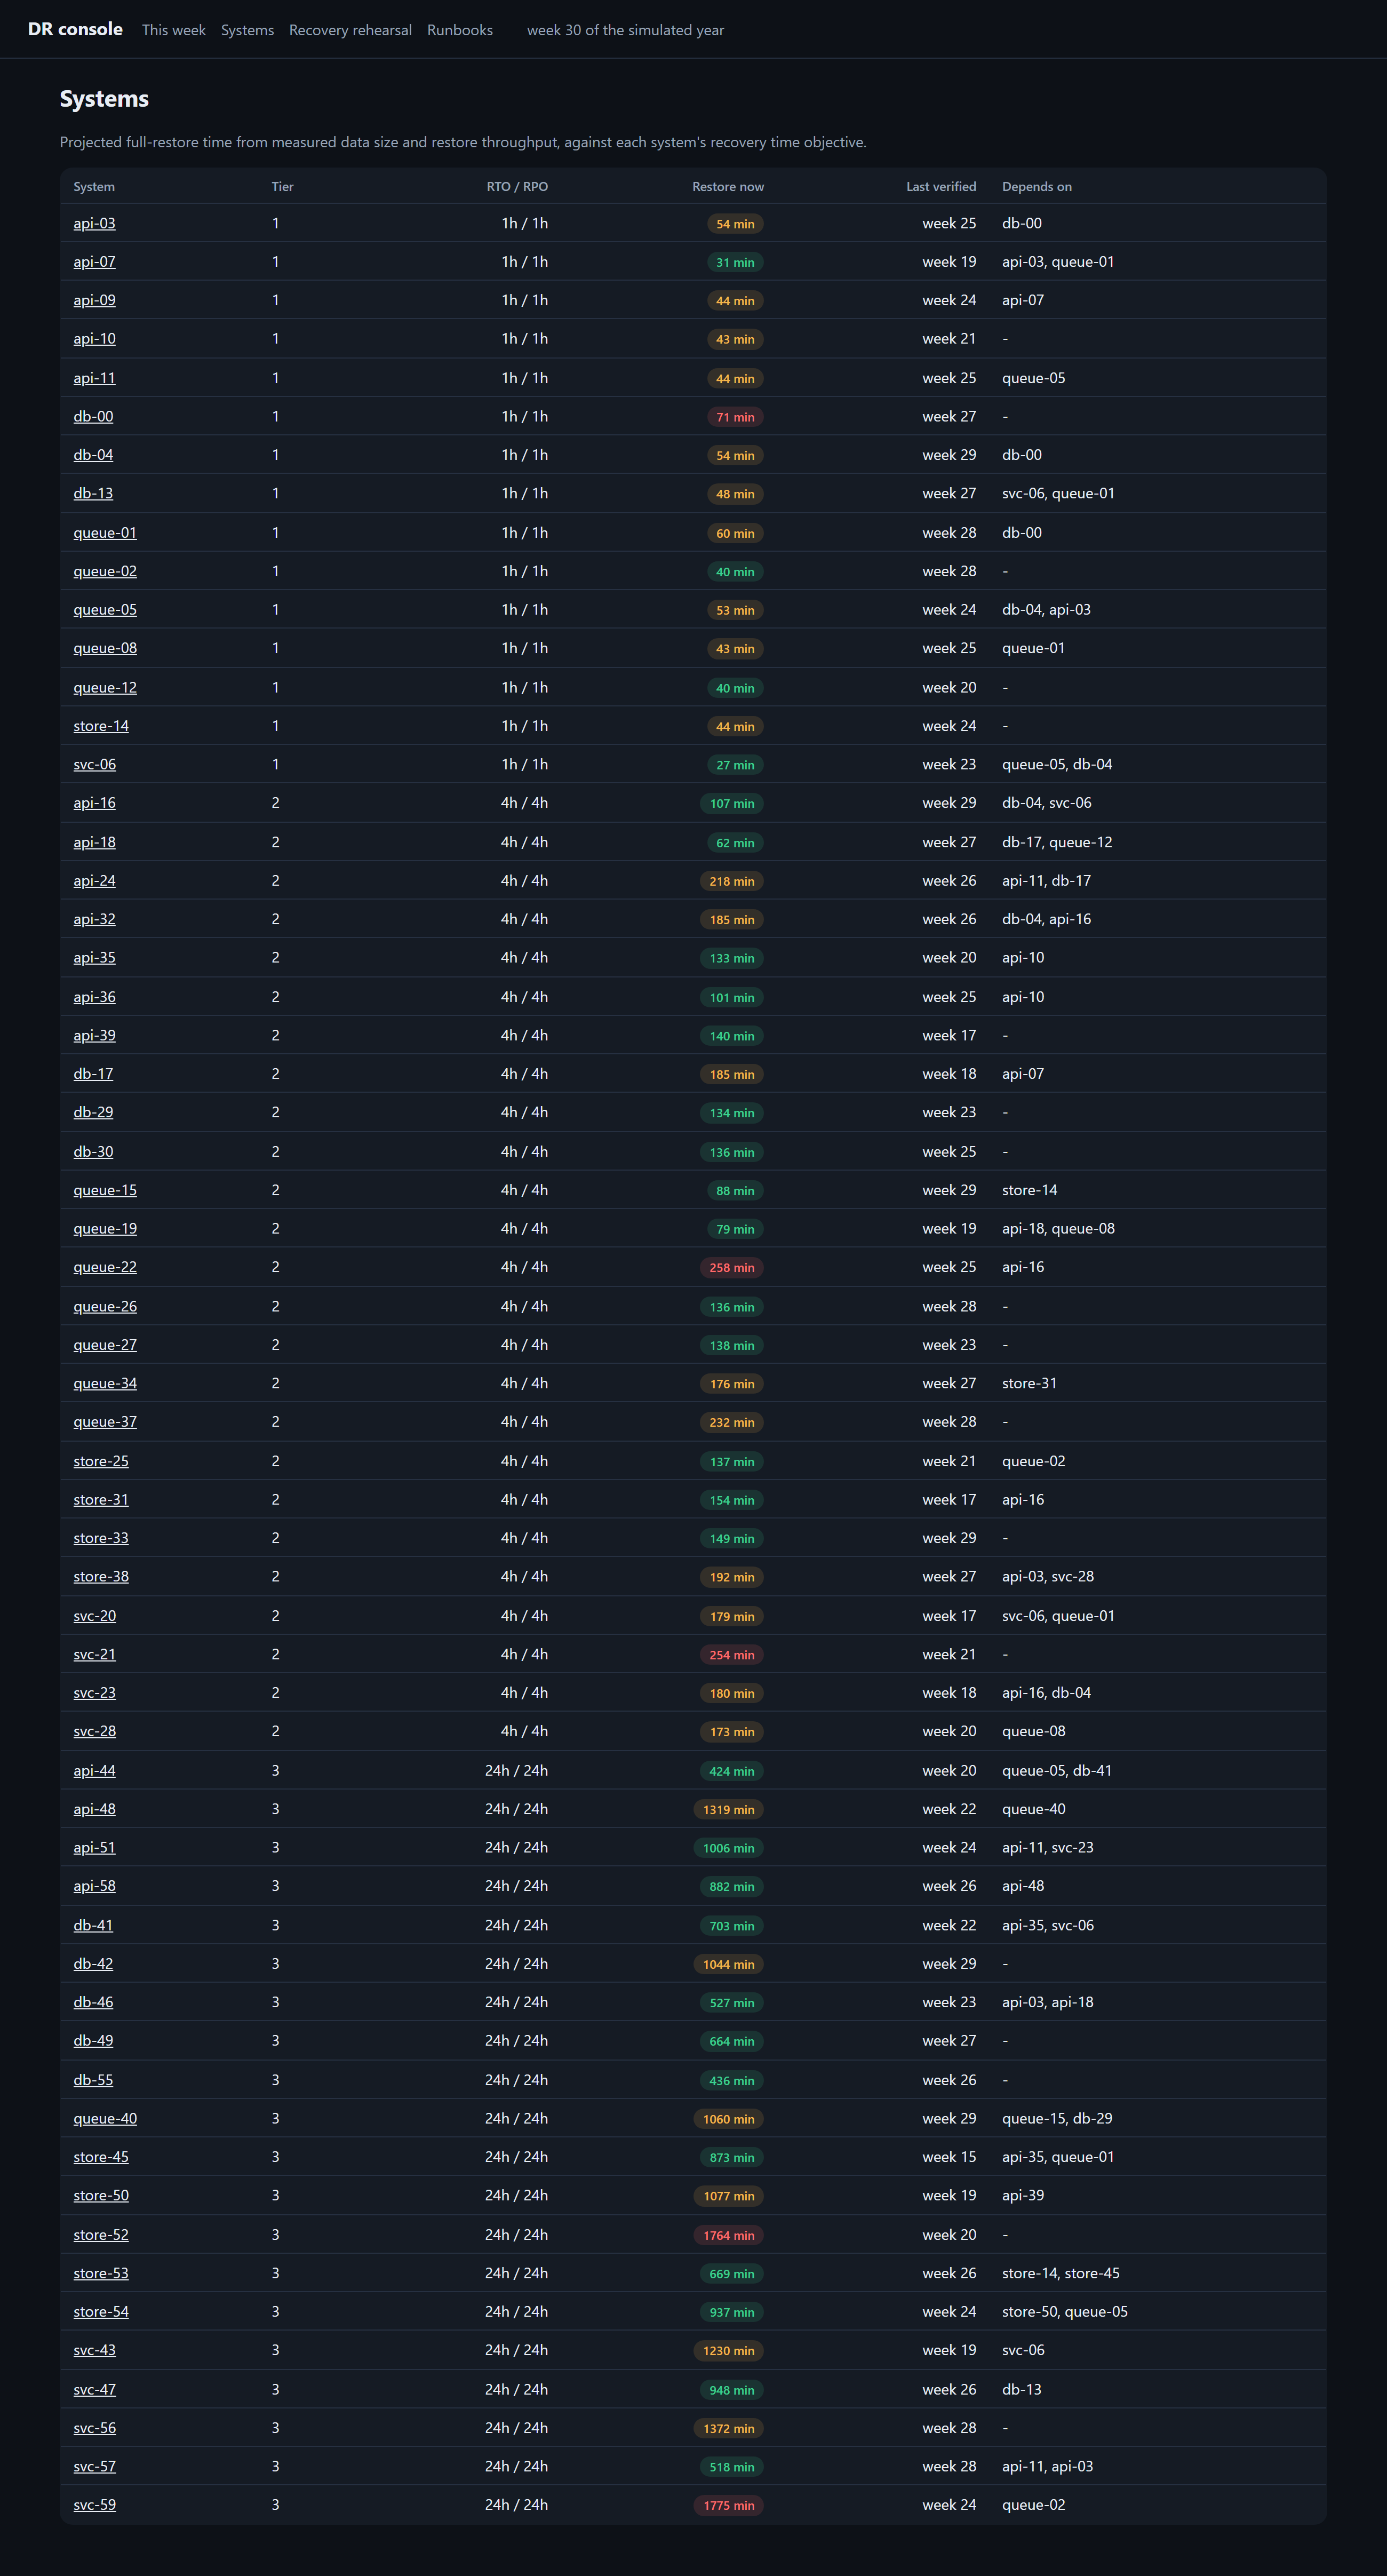 DR console This week Systems Recovery rehearsal Runbooks week 30 of the simulated year
Systems
Projected full-restore time from measured data size and restore throughput, against each system's recovery time objective.
System Tier RTO / RPO Restore now Last verified Depends on
api-03 1 1h / 1h 54 min week 25 db-00
api-07 1 1h / 1h 31 min week 19 api-03, queue-01
api-09 1 1h / 1h 44 min week 24 api-07
api-10 1 1h / 1h 43 min week 21 -
api-11 1 1h / 1h 44 min week 25 queue-05
db-00 1 1h / 1h 71 min week 27 -
db-04 1 1h / 1h 54 min week 29 db-00
db-13 1 1h / 1h 48 min week 27 svc-06, queue-01
queue-01 1 1h / 1h 60 min week 28 db-00
queue-02 1 1h / 1h 40 min week 28 -
queue-05 1 1h / 1h 53 min week 24 db-04, api-03
queue-08 1 1h / 1h 43 min week 25 queue-01
queue-12 1 1h / 1h 40 min week 20 -
store-14 1 1h / 1h 44 min week 24 -
svc-06 1 1h / 1h 27 min week 23 queue-05, db-04
api-16 2 4h / 4h 107 min week 29 db-04, svc-06
api-18 2 4h / 4h 62 min week 27 db-17, queue-12
api-24 2 4h / 4h 218 min week 26 api-11, db-17
api-32 2 4h / 4h 185 min week 26 db-04, api-16
api-35 2 4h / 4h 133 min week 20 api-10
api-36 2 4h / 4h 101 min week 25 api-10
api-39 2 4h / 4h 140 min week 17 -
db-17 2 4h / 4h 185 min week 18 api-07
db-29 2 4h / 4h 134 min week 23 -
db-30 2 4h / 4h 136 min week 25 -
queue-15 2 4h / 4h 88 min week 29 store-14
queue-19 2 4h / 4h 79 min week 19 api-18, queue-08
queue-22 2 4h / 4h 258 min week 25 api-16
queue-26 2 4h / 4h 136 min week 28 -
queue-27 2 4h / 4h 138 min week 23 -
queue-34 2 4h / 4h 176 min week 27 store-31
queue-37 2 4h / 4h 232 min week 28 -
store-25 2 4h / 4h 137 min week 21 queue-02
store-31 2 4h / 4h 154 min week 17 api-16
store-33 2 4h / 4h 149 min week 29 -
store-38 2 4h / 4h 192 min week 27 api-03, svc-28
svc-20 2 4h / 4h 179 min week 17 svc-06, queue-01
svc-21 2 4h / 4h 254 min week 21 -
svc-23 2 4h / 4h 180 min week 18 api-16, db-04
svc-28 2 4h / 4h 173 min week 20 queue-08
api-44 3 24h / 24h 424 min week 20 queue-05, db-41
api-48 3 24h / 24h 1319 min week 22 queue-40
api-51 3 24h / 24h 1006 min week 24 api-11, svc-23
api-58 3 24h / 24h 882 min week 26 api-48
db-41 3 24h / 24h 703 min week 22 api-35, svc-06
db-42 3 24h / 24h 1044 min week 29 -
db-46 3 24h / 24h 527 min week 23 api-03, api-18
db-49 3 24h / 24h 664 min week 27 -
db-55 3 24h / 24h 436 min week 26 -
queue-40 3 24h / 24h 1060 min week 29 queue-15, db-29
store-45 3 24h / 24h 873 min week 15 api-35, queue-01
store-50 3 24h / 24h 1077 min week 19 api-39
store-52 3 24h / 24h 1764 min week 20 -
store-53 3 24h / 24h 669 min week 26 store-14, store-45
store-54 3 24h / 24h 937 min week 24 store-50, queue-05
svc-43 3 24h / 24h 1230 min week 19 svc-06
svc-47 3 24h / 24h 948 min week 26 db-13
svc-56 3 24h / 24h 1372 min week 28 -
svc-57 3 24h / 24h 518 min week 28 api-11, api-03
svc-59 3 24h / 24h 1775 min week 24 queue-02